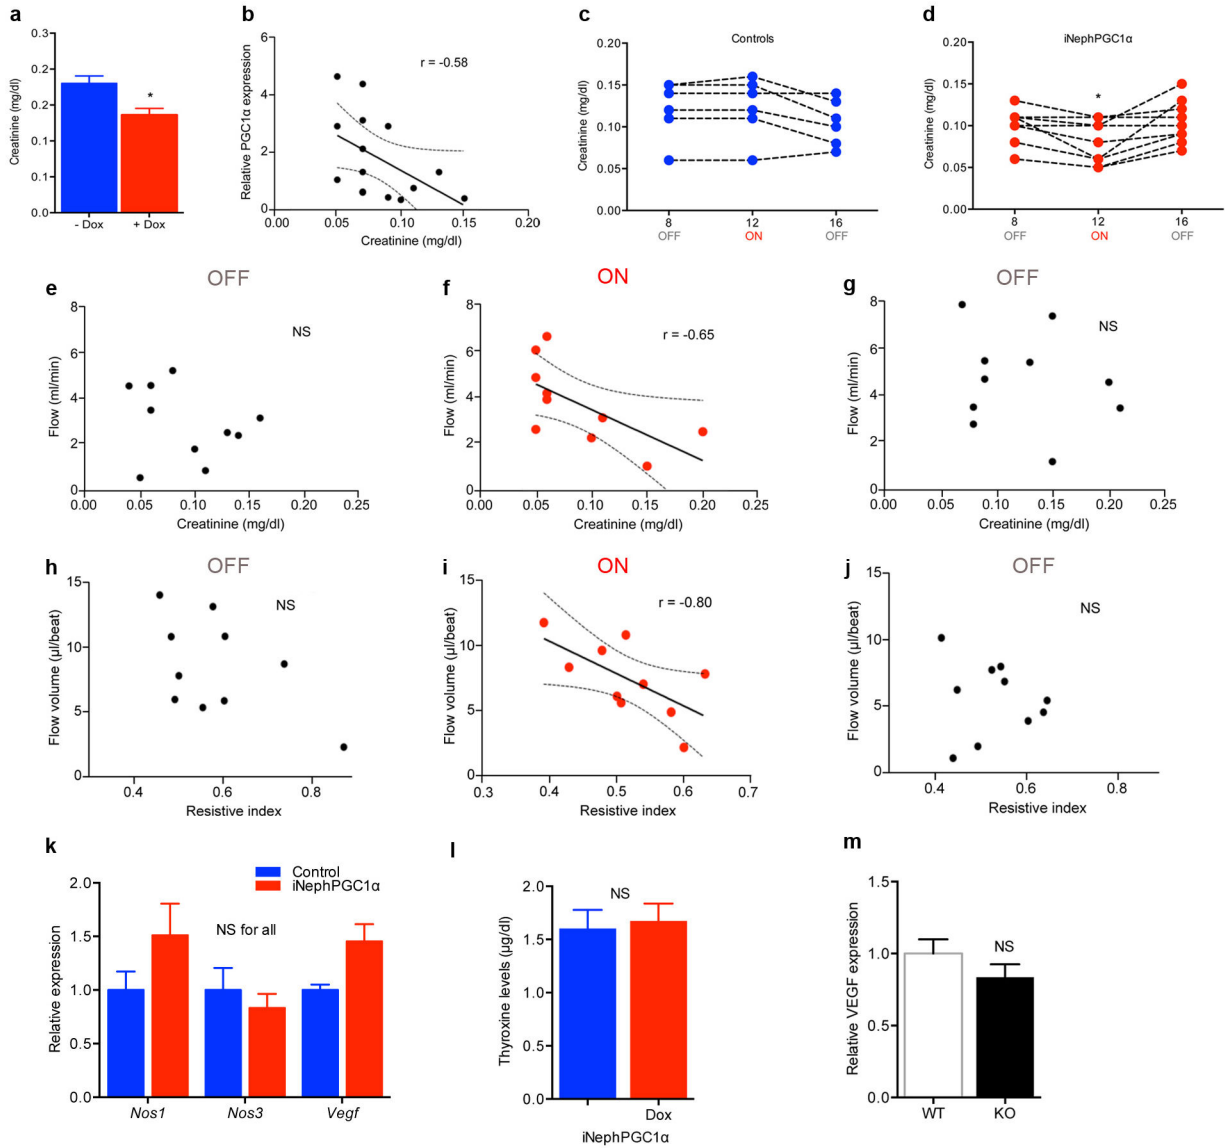 a
0.3
0.2
0.2
0.1
0.1
0.0
Creatinine (mg/dl)
*
- Dox
+ Dox
b
6
4
2
0
Relative PGC1α expression
r = -0.58
0.00
0.05
0.10
0.15
0.20
Creatinine (mg/dl)
c
Controls
0.20
0.15
0.10
0.05
0.00
Creatinine (mg/dl)
8
12
16
OFF
ON
OFF
d
iNephPGC1α
0.20
0.15
0.10
0.05
0.00
Creatinine (mg/dl)
*
8
12
16
OFF
ON
OFF
e
OFF
8
6
4
2
0
Flow (ml/min)
NS
0.00
0.05
0.10
0.15
0.20
0.25
Creatinine (mg/dl)
f
ON
8
6
4
2
0
Flow (ml/min)
r = -0.65
0.00
0.05
0.10
0.15
0.20
0.25
Creatinine (mg/dl)
g
OFF
8
6
4
2
0
Flow (ml/min)
NS
0.00
0.05
0.10
0.15
0.20
0.25
Creatinine (mg/dl)
h
OFF
15
10
5
0
Flow volume (µl/beat)
NS
0.4
0.6
0.8
Resistive index
i
ON
15
10
5
0
Flow volume (µl/beat)
r = -0.80
0.3
0.4
0.5
0.6
0.7
Resistive index
j
OFF
15
10
5
0
Flow volume (µl/beat)
NS
0.4
0.6
0.8
Resistive index
k
Control
iNephPGC1α
2.0
1.5
1.0
0.5
0.0
Relative expression
NS for all
Nos1
Nos3
Vegf
l
2.0
1.5
1.0
0.5
0.0
Thyroxine levels (µg/dl)
NS
Dox
iNephPGC1α
m
1.5
1.0
0.5
0.0
Relative VEGF expression
NS
WT
KO